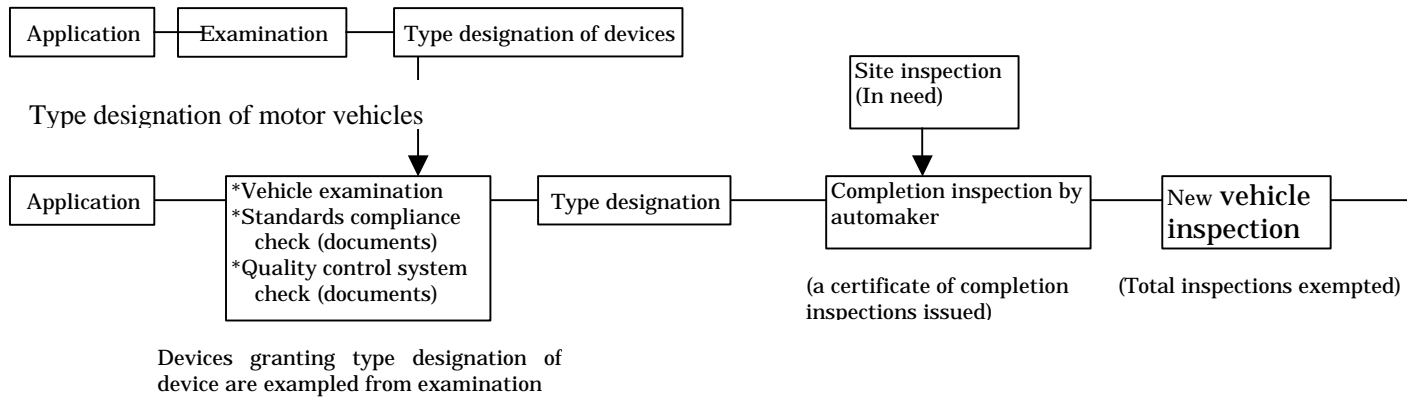 Application
Examination
Type designation of devices
Site inspection
(In need)
Type designation of motor vehicles
Application
*Vehicle examination
*Standards compliance
check (documents)
*Quality control system
check (documents)
Type designation
Completion inspection by
automaker
New vehicle
inspection
(a certificate of completion
inspections issued)
(Total inspections exempted)
Devices granting type designation of
device are exampled from examination